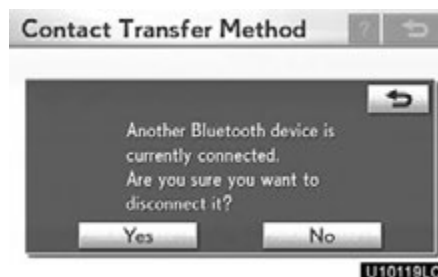 Contact Transfer Method
?
Another Bluetooth device is
currently connected.
Are you sure you want to
disconnect it?
Yes No
U10119LC